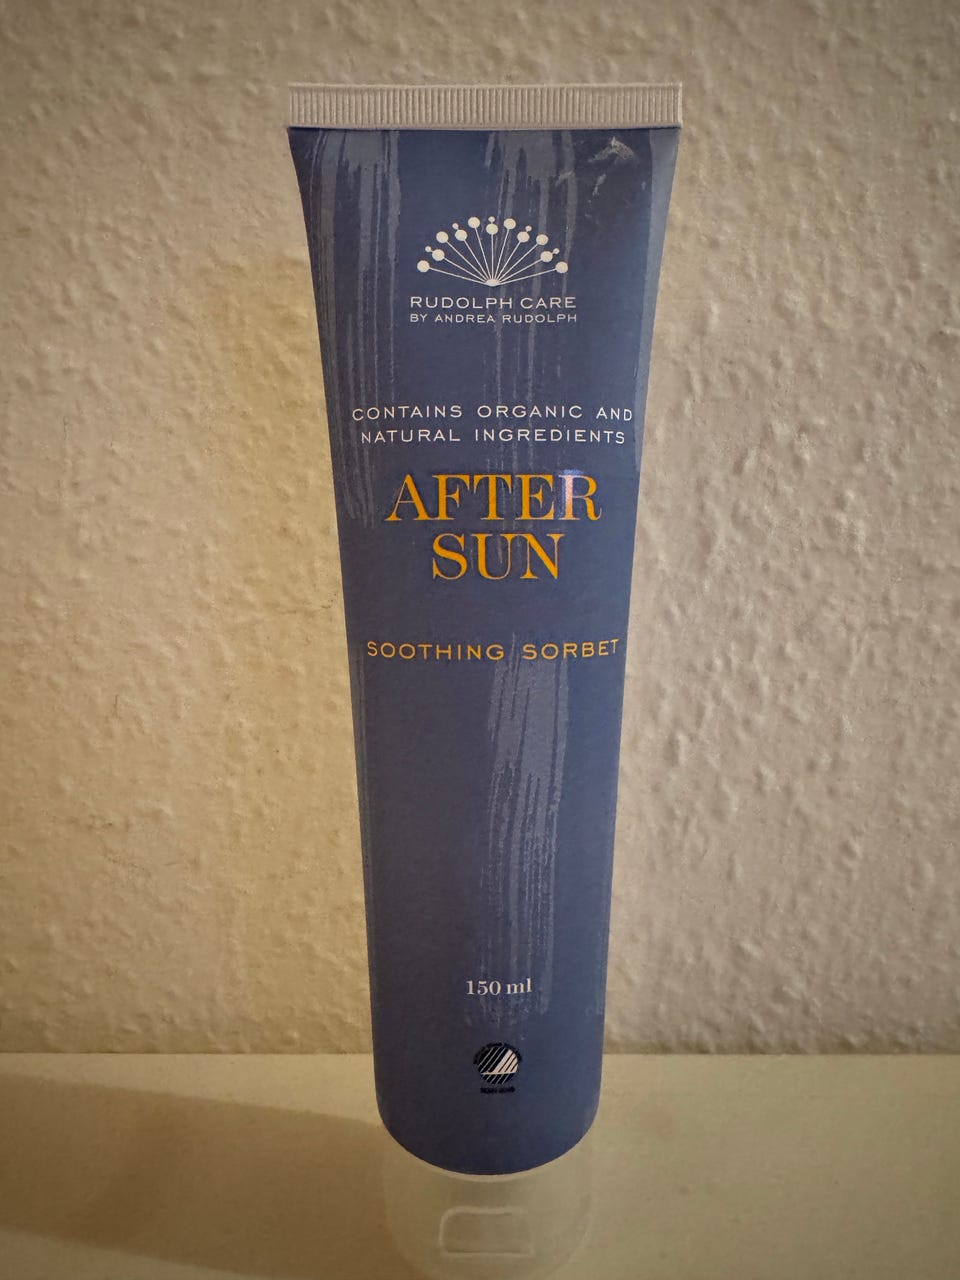 RUDOLPH CARE
BY ANDREA RUDOLPH
CONTAINS ORGANIC AND
NATURAL INGREDIENTS
AFTER
SUN
SOOTHING SORBET
150 ml